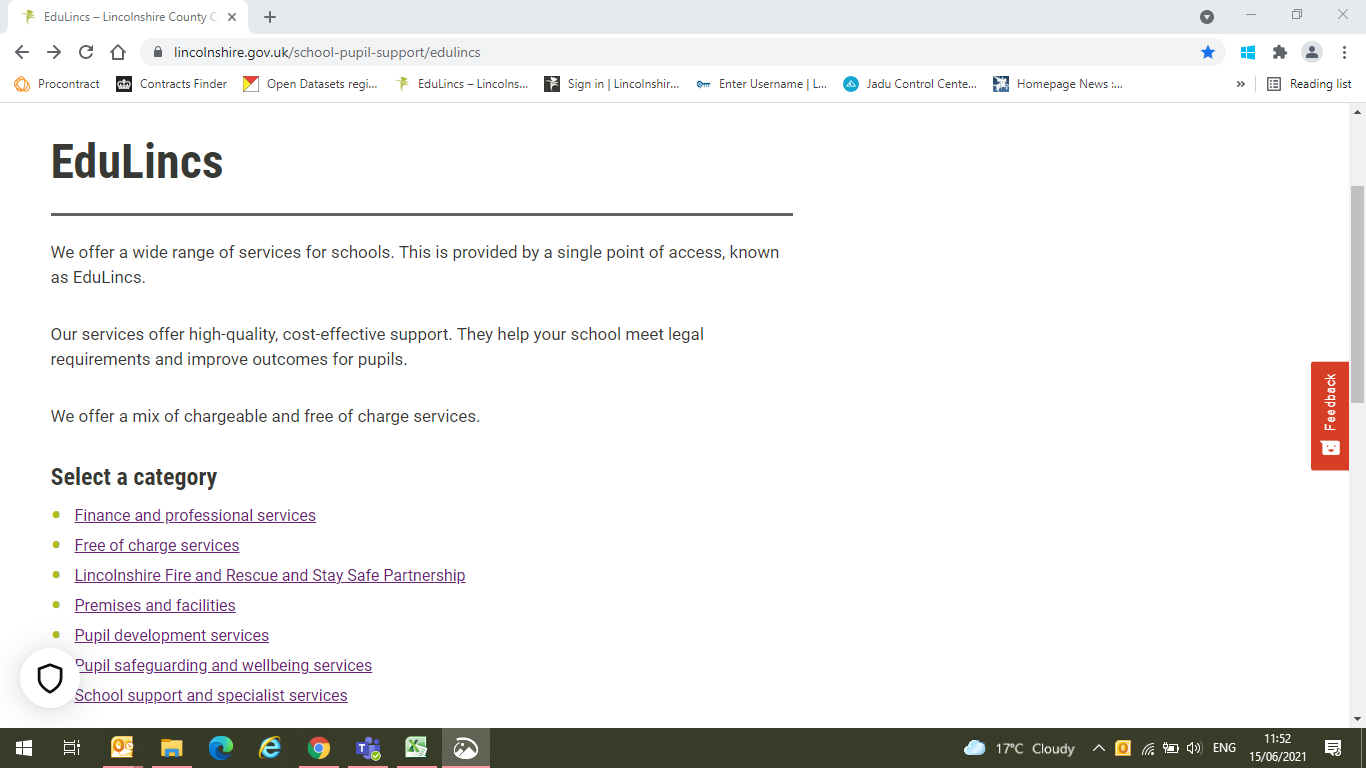 EduLincs – Lincolnshire County C
lincolnshire.gov.uk/school-pupil-support/edulincs
Procontract
Contracts Finder
Open Datasets regi...
EduLincs – Lincolns...
Sign in | Lincolnshir...
Enter Username | L...
Jadu Control Cente...
Homepage News :...
»
Reading list
EduLincs
We offer a wide range of services for schools. This is provided by a single point of access, known
as EduLincs.
Our services offer high-quality, cost-effective support. They help your school meet legal
requirements and improve outcomes for pupils.
We offer a mix of chargeable and free of charge services.
Feedback
Select a category
Finance and professional services
Free of charge services
Lincolnshire Fire and Rescue and Stay Safe Partnership
Premises and facilities
Pupil development services
Pupil safeguarding and wellbeing services
School support and specialist services
17°C Cloudy
ENG
11:52
15/06/2021